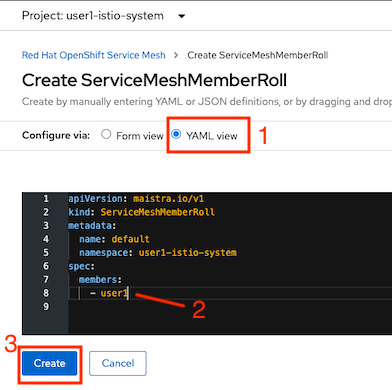 Project: user1-istio-system
Red Hat OpenShift Service Mesh > Create ServiceMeshMemberRoll
Create ServiceMeshMemberRoll
Create by manually entering YAML or JSON definitions, or by dragging and drop
Configure via: Form view YAML view 1
1 apiVersion: maistra.io/v1
2 kind: ServiceMeshMemberRoll
3 metadata:
4 name: default
5 namespace: user1-istio-system
6 spec:
7 members:
8 - user1
9
2
3
Create Cancel